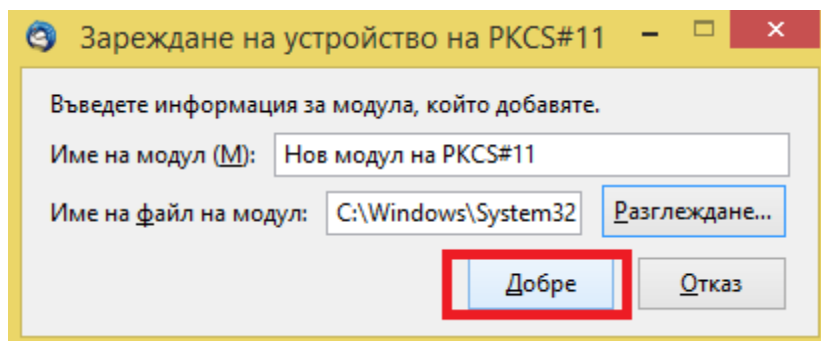 Зареждане на устройство на PKCS#11
Въведете информация за модула, който добавяте.
Име на модул (M): Нов модул на PKCS#11
Име на файл на модул: C:\Windows\System32 Разглеждане...
Добре Отказ